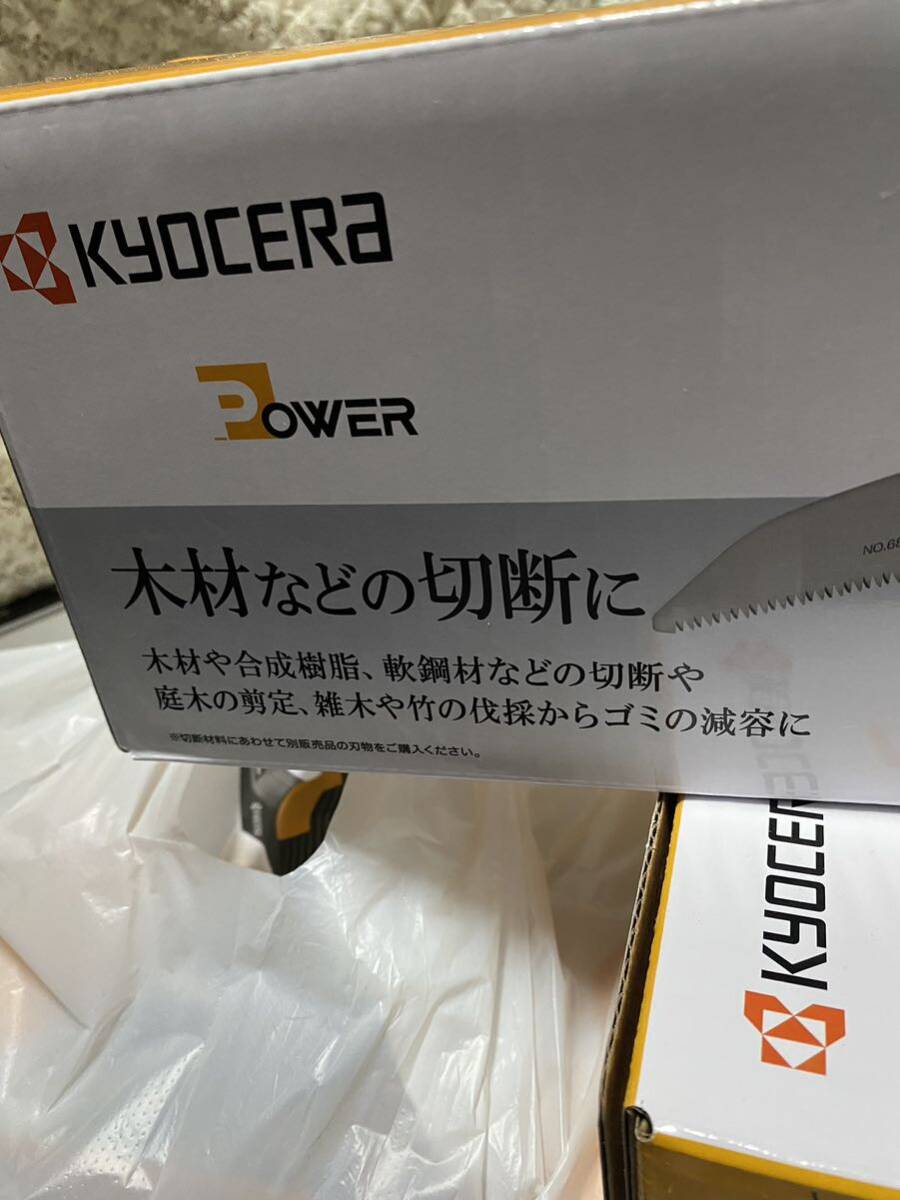 KYOCERA
POWER
木材などの切断に
NO.68
木材や合成樹脂、軟鋼材などの切断や
庭木の剪定、雑木や竹の伐採からゴミの減容に
※切断材料にあわせて別販売品の刃物をご購入ください。
KYOCER